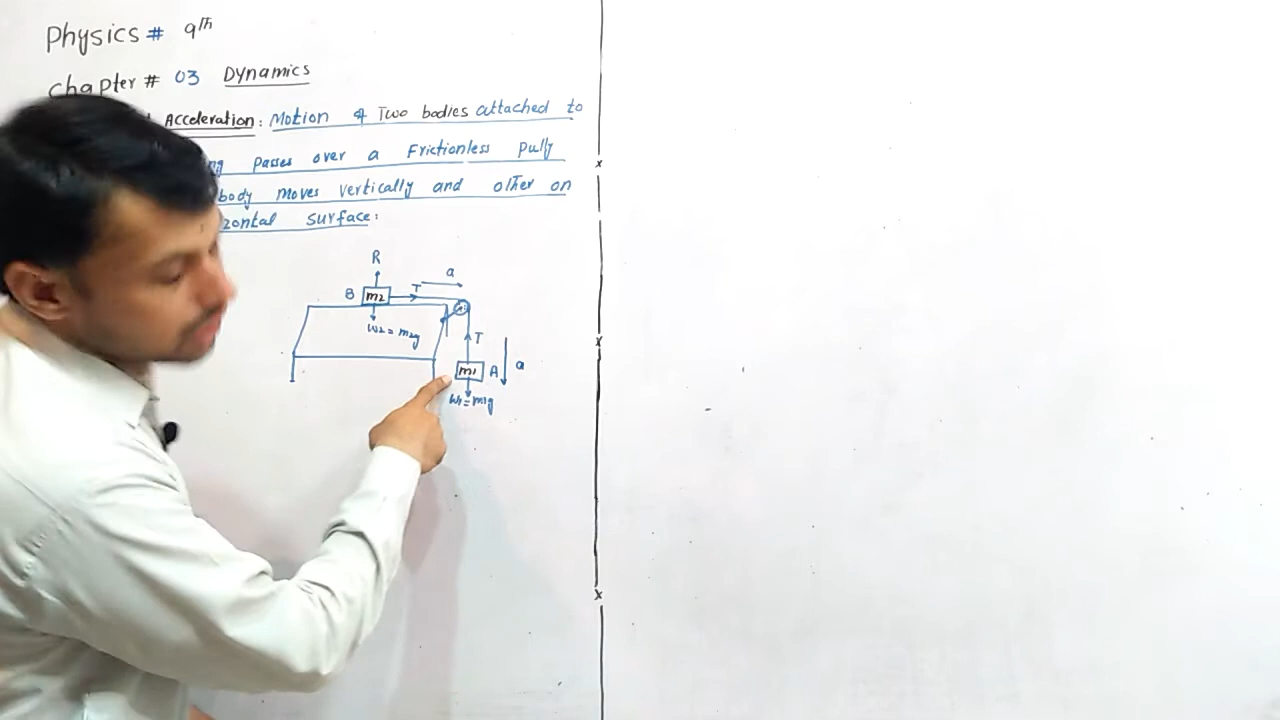 Physics # 9th
Chapter # 03 Dynamics
Acceleration: Motion of Two bodies attached to
passes over a Frictionless pully
body moves vertically and other on
surface:
R
a
B m2 T
W2 = m2g
T
m1 A a
W1 = m1g